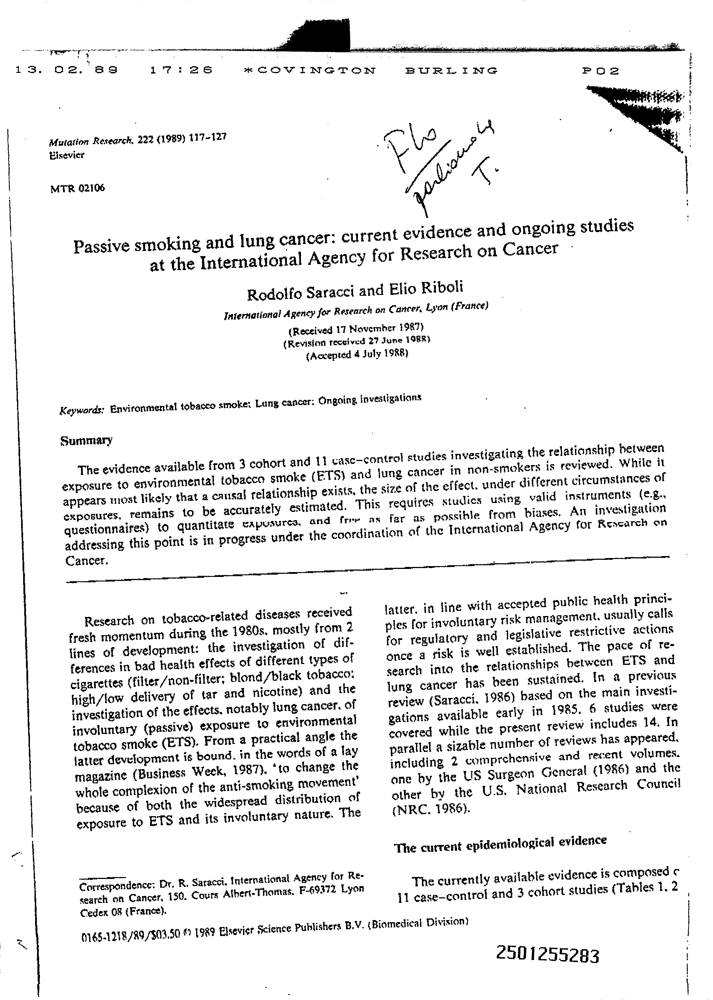 13. 02. 89 17:26 *COVINGTON BURLING P02
Mutation Research, 222 (1989) 117-127
Elsevier
MTR 02106
Flo
T.
Passive smoking and lung cancer: current evidence and ongoing studies
at the International Agency for Research on Cancer
Rodolfo Saracci and Elio Riboli
International Agency for Research on Cancer, Lyon (France)
(Received 17 November 1987)
(Revision received 27 June 1988)
(Accepted 4 July 1988)
Keywords: Environmental tobacco smoke; Lung cancer; Ongoing investigations
Summary
The evidence available from 3 cohort and 11 case-control studies investigating the relationship between
exposure to environmental tobacco smoke (ETS) and lung cancer in non-smokers is reviewed. While it
appears most likely that a causal relationship exists, the size of the effect, under different circumstances of
exposures, remains to be accurately estimated. This requires studies using valid instruments (e.g.,
questionnaires) to quantitate exposures, and free as far as possible from biases. An investigation
addressing this point is in progress under the coordination of the International Agency for Research on
Cancer.
Research on tobacco-related diseases received
fresh momentum during the 1980s, mostly from 2
lines of development: the investigation of dif-
ferences in bad health effects of different types of
cigarettes (filter/non-filter; blond/black tobacco;
high/low delivery of tar and nicotine) and the
investigation of the effects, notably lung cancer, of
involuntary (passive) exposure to environmental
tobacco smoke (ETS). From a practical angle the
latter development is bound, in the words of a lay
magazine (Business Week, 1987), 'to change the
whole complexion of the anti-smoking movement'
because of both the widespread distribution of
exposure to ETS and its involuntary nature. The
latter, in line with accepted public health princi-
ples for involuntary risk management, usually calls
for regulatory and legislative restrictive actions
once a risk is well established. The pace of re-
search into the relationships between ETS and
lung cancer has been sustained. In a previous
review (Saracci, 1986) based on the main investi-
gations available early in 1985, 6 studies were
covered while the present review includes 14. In
parallel a sizable number of reviews has appeared,
including 2 comprehensive and recent volumes,
one by the US Surgeon General (1986) and the
other by the U.S. National Research Council
(NRC, 1986).
The current epidemiological evidence
The currently available evidence is composed
11 case-control and 3 cohort studies (Tables 1, 2
Correspondence: Dr. R. Saracci, International Agency for Re-
search on Cancer, 150, Cours Albert-Thomas, F-69372 Lyon
Cedex 08 (France).
0165-1218/89/$03.50 © 1989 Elsevier Science Publishers B.V. (Biomedical Division)
2501255283